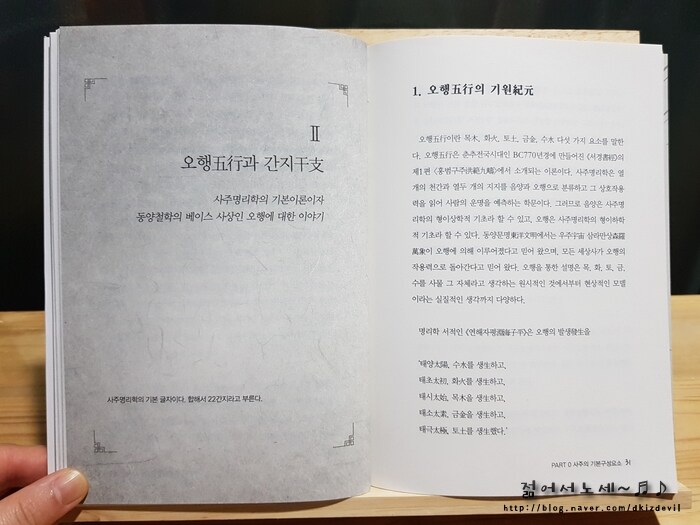 II
오행五行과 간지干支
사주명리학의 기본이론이자
동양철학의 베이스 사상인 오행에 대한 이야기
사주명리학의 기본 글자이다. 합해서 22간지라고 부른다.
1. 오행五行의 기원紀元
오행五行이란 목木, 화火, 토土, 금金, 수水 다섯 가지 요소를 말한
다. 오행五行은 춘추전국시대인 BC770년경에 만들어진 《서경書經》의
제1편 《홍범구주洪範九疇》에서 소개되는 이론이다. 사주명리학은 열
개의 천간과 열두 개의 지지를 음양과 오행으로 분류하고 그 상호작용
력을 읽어 사람의 운명을 예측하는 학문이다. 그러므로 음양은 사주명
리학의 형이상학적 기초라 할 수 있고, 오행은 사주명리학의 형이하학
적 기초라 할 수 있다. 동양문명東洋文明에서는 우주宇宙 삼라만상森羅
萬象이 오행에 의해 이루어졌다고 믿어 왔으며, 모든 세상사가 오행의
작용력으로 돌아간다고 믿어 왔다. 오행을 통한 설명은 목, 화, 토, 금,
수를 사물 그 자체라고 생각하는 원시적인 것에서부터 현상적인 모델
이라는 실질적인 생각까지 다양하다.
명리학 서적인 《연해자평淵海子平》은 오행의 발생發生을
'태양太陽, 수水를 생生하고,
태초太初, 화火를 생生하고,
태시太始, 목木을 생生하고,
태소太素, 금金을 생生하고,
태극太極, 토土를 생生했다.'
PART 0 사주의 기본구성요소 31
젊어서노세~♬♪
http://blog.naver.com/dkizdevil